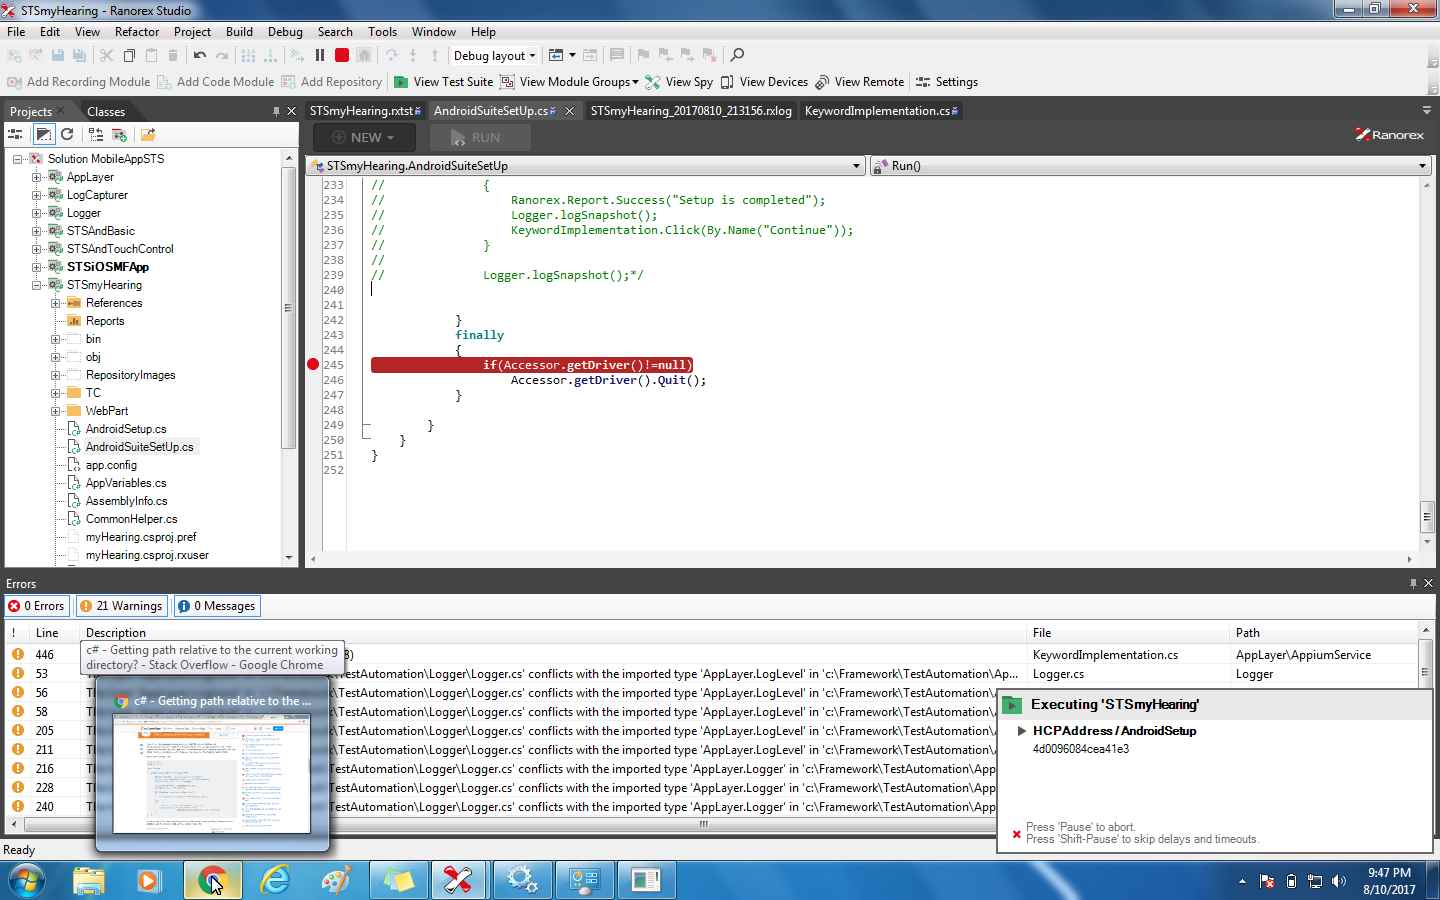 STSmyHearing - Ranorex Studio
File Edit View Refactor Project Build Debug Search Tools Window Help
Debug layout
Add Recording Module Add Code Module Add Repository View Test Suite View Module Groups View Spy View Devices View Remote Settings
Projects Classes
STSmyHearing.rxtst AndroidSuiteSetUp.cs STSmyHearing_20170810_213156.rxlog KeywordImplementation.cs
NEW RUN
Ranorex
STSmyHearing.AndroidSuiteSetUp Run()
Solution MobileAppSTS
AppLayer
LogCapturer
Logger
STSAndBasic
STSAndTouchControl
STSiOSMFApp
STSmyHearing
References
Reports
bin
obj
RepositoryImages
TC
WebPart
AndroidSetup.cs
AndroidSuiteSetUp.cs
app.config
AppVariables.cs
AssemblyInfo.cs
CommonHelper.cs
myHearing.csproj.pref
myHearing.csproj.rxuser
233 // {
234 // Ranorex.Report.Success("Setup is completed");
235 // Logger.logSnapshot();
236 // KeywordImplementation.Click(By.Name("Continue"));
237 // }
238 //
239 // Logger.logSnapshot();*/
240
241
242 }
243 finally
244 {
245 if(Accessor.getDriver()!=null)
246 Accessor.getDriver().Quit();
247 }
248
249 }
250 }
251 }
252
Errors
0 Errors 21 Warnings 0 Messages
! Line Description File Path
446 3) KeywordImplementation.cs AppLayer\AppiumService
c# - Getting path relative to the current working
directory? - Stack Overflow - Google Chrome
53 TestAutomation\Logger\Logger.cs' conflicts with the imported type 'AppLayer.LogLevel' in 'c:\Framework\TestAutomation\Ap... Logger.cs Logger
56 TestAutomation\Logger\Logger.cs' conflicts with the imported type 'AppLayer.LogLevel' in 'c:\Framework\TestAutomation\Ap
58 TestAutomation\Logger\Logger.cs' conflicts with the imported type 'AppLayer.LogLevel' in 'c:\Framework\TestAutomation\Ap
205 TestAutomation\Logger\Logger.cs' conflicts with the imported type 'AppLayer.LogLevel' in 'c:\Framework\TestAutomation\Ap
211 TestAutomation\Logger\Logger.cs' conflicts with the imported type 'AppLayer.LogLevel' in 'c:\Framework\TestAutomation\Ap
216 TestAutomation\Logger\Logger.cs' conflicts with the imported type 'AppLayer.Logger' in 'c:\Framework\TestAutomation\App
228 TestAutomation\Logger\Logger.cs' conflicts with the imported type 'AppLayer.Logger' in 'c:\Framework\TestAutomation\App
240 TestAutomation\Logger\Logger.cs' conflicts with the imported type 'AppLayer.Logger' in 'c:\Framework\TestAutomation\App
c# - Getting path relative to the ...
Executing 'STSmyHearing'
HCPAddress / AndroidSetup
4d0096084cea41e3
Press 'Pause' to abort.
Press 'Shift-Pause' to skip delays and timeouts.
Ready
9:47 PM
8/10/2017